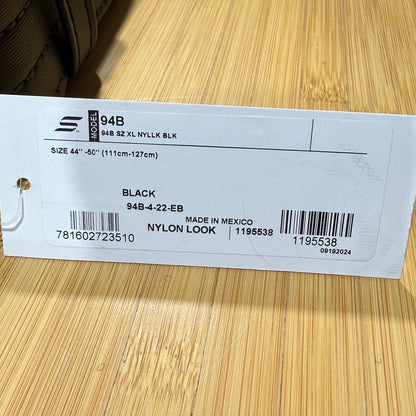 MODEL 94B
94B SZ XL NYLLK BLK
SIZE 44" -50" (111cm-127cm)
BLACK
94B-4-22-EB
MADE IN MEXICO
781602723510 NYLON LOOK 1195538 1195538
09192024